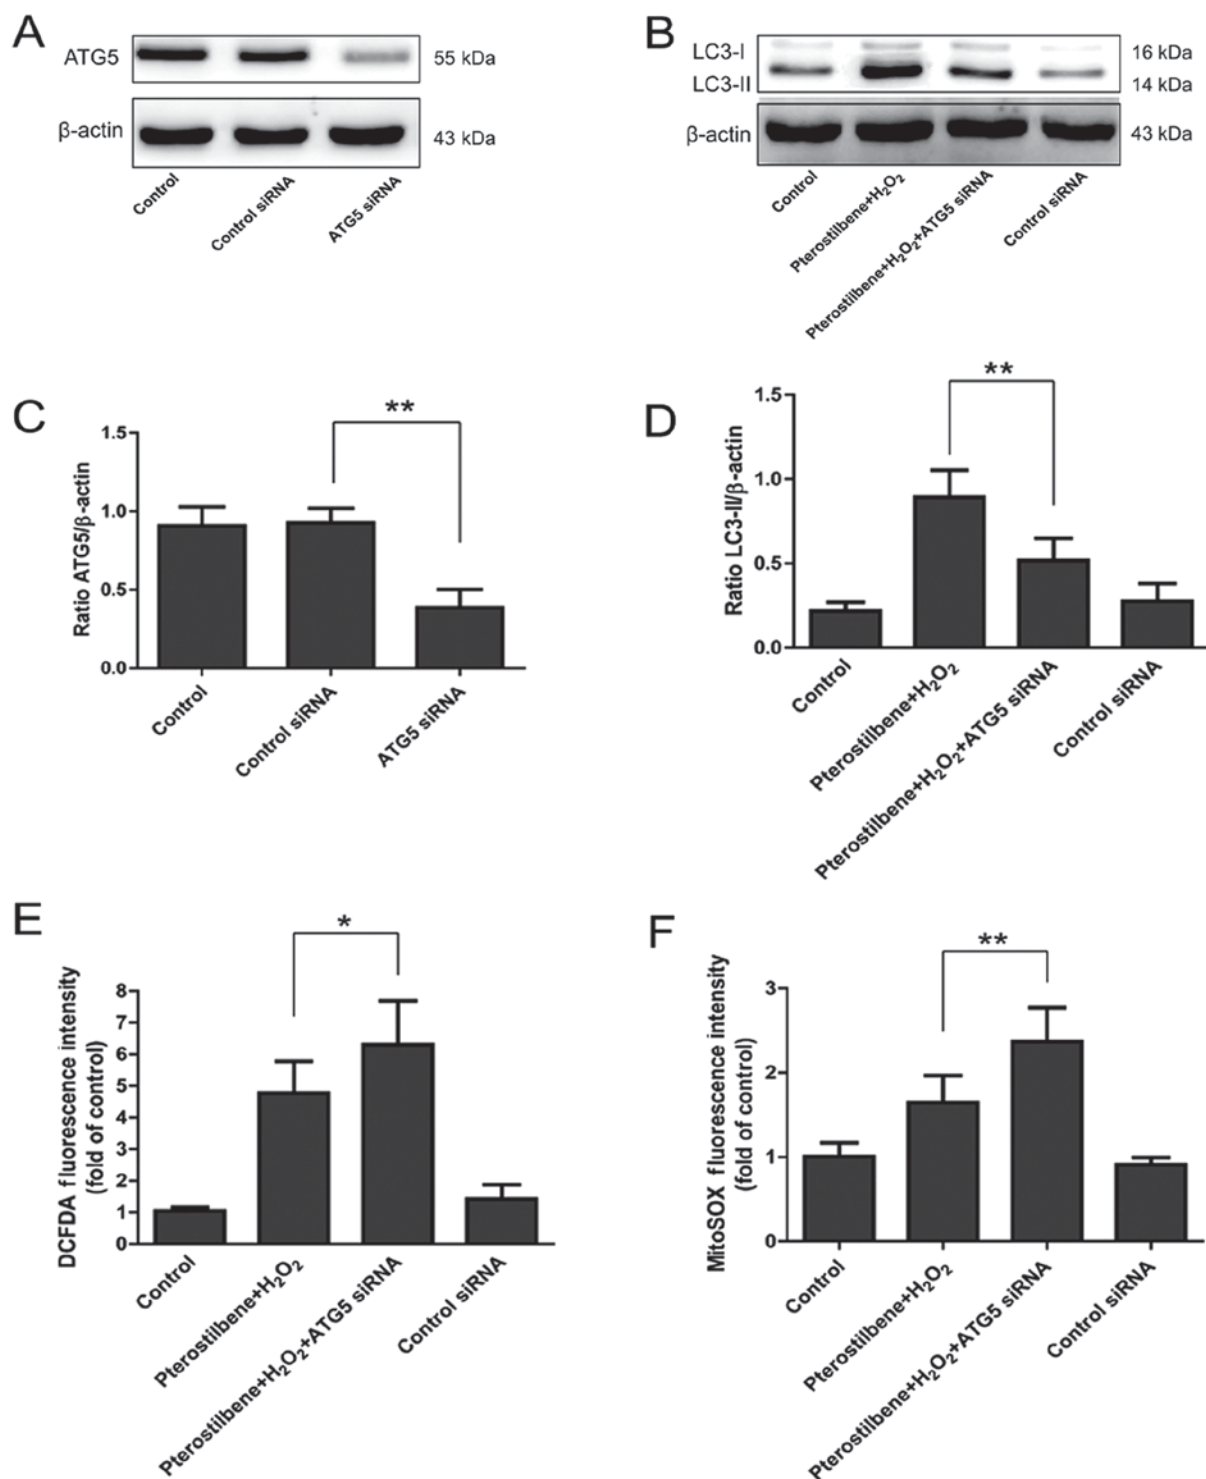 A
ATG5
55 kDa
β-actin
43 kDa
Control
Control siRNA
ATG5 siRNA
B
LC3-I
16 kDa
LC3-II
14 kDa
β-actin
43 kDa
Control
Pterostilbene+H₂O₂
Pterostilbene+H₂O₂+ATG5 siRNA
Control siRNA
C
Ratio ATG5/β-actin
1.5
1.0
0.5
0.0
**
Control
Control siRNA
ATG5 siRNA
D
Ratio LC3-II/β-actin
1.5
1.0
0.5
0.0
**
Control
Pterostilbene+H₂O₂
Pterostilbene+H₂O₂+ATG5 siRNA
Control siRNA
E
DCFDA fluorescence intensity
(fold of control)
8
7
6
5
4
3
2
1
0
*
Control
Pterostilbene+H₂O₂
Pterostilbene+H₂O₂+ATG5 siRNA
Control siRNA
F
MitoSOX fluorescence intensity
(fold of control)
3
2
1
0
**
Control
Pterostilbene+H₂O₂
Pterostilbene+H₂O₂+ATG5 siRNA
Control siRNA